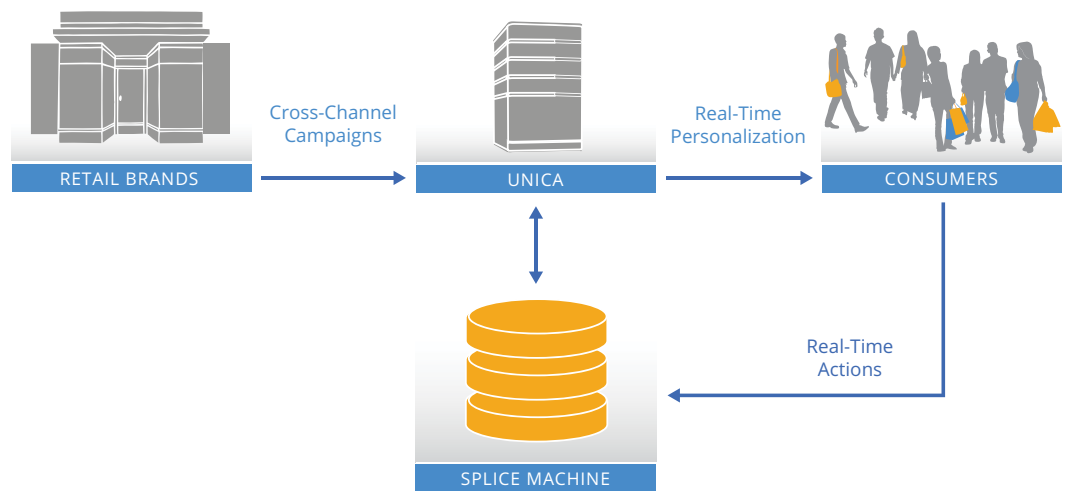 Cross-Channel
Campaigns
Real-Time
Personalization
RETAIL BRANDS
UNICA
CONSUMERS
Real-Time
Actions
SPLICE MACHINE